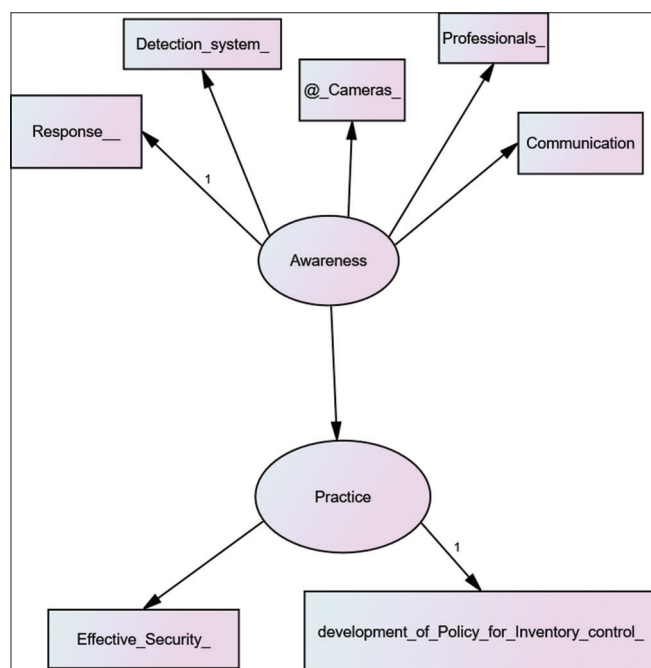 Professionals_
Detection_system_
@_Cameras_
Response__
Communication
1
Awareness
Practice
1
Effective_Security_
development_of_Policy_for_Inventory_control_